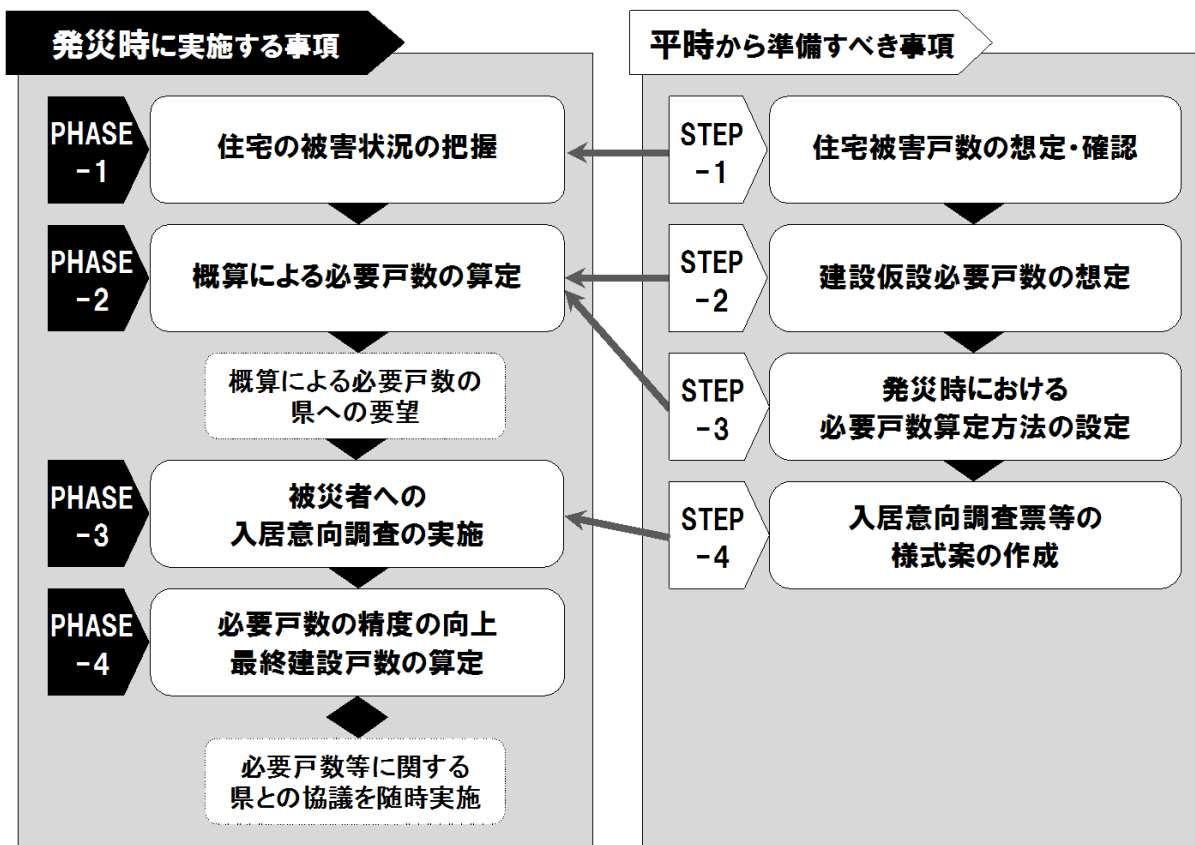 発災時に実施する事項
PHASE
-1
住宅の被害状況の把握
PHASE
-2
概算による必要戸数の算定
概算による必要戸数の
県への要望
PHASE
-3
被災者への
入居意向調査の実施
PHASE
-4
必要戸数の精度の向上
最終建設戸数の算定
必要戸数等に関する
県との協議を随時実施
平時から準備すべき事項
STEP
-1
住宅被害戸数の想定・確認
STEP
-2
建設仮設必要戸数の想定
STEP
-3
発災時における
必要戸数算定方法の設定
STEP
-4
入居意向調査票等の
様式案の作成